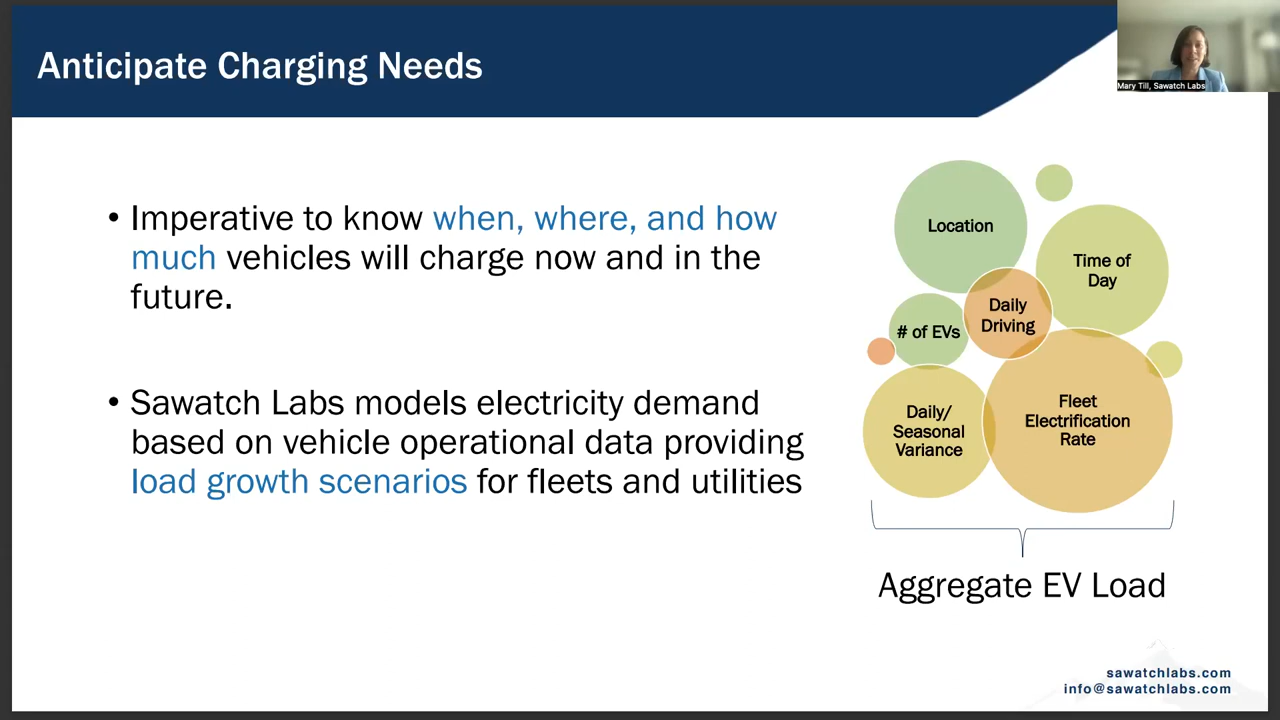 Anticipate Charging Needs
Mary Till, Sawatch Labs
• Imperative to know when, where, and how
much vehicles will charge now and in the
future.
• Sawatch Labs models electricity demand
based on vehicle operational data providing
load growth scenarios for fleets and utilities
Location
Time of
Day
Daily
Driving
# of EVs
Daily/
Seasonal
Variance
Fleet
Electrification
Rate
Aggregate EV Load
sawatchlabs.com
info@sawatchlabs.com